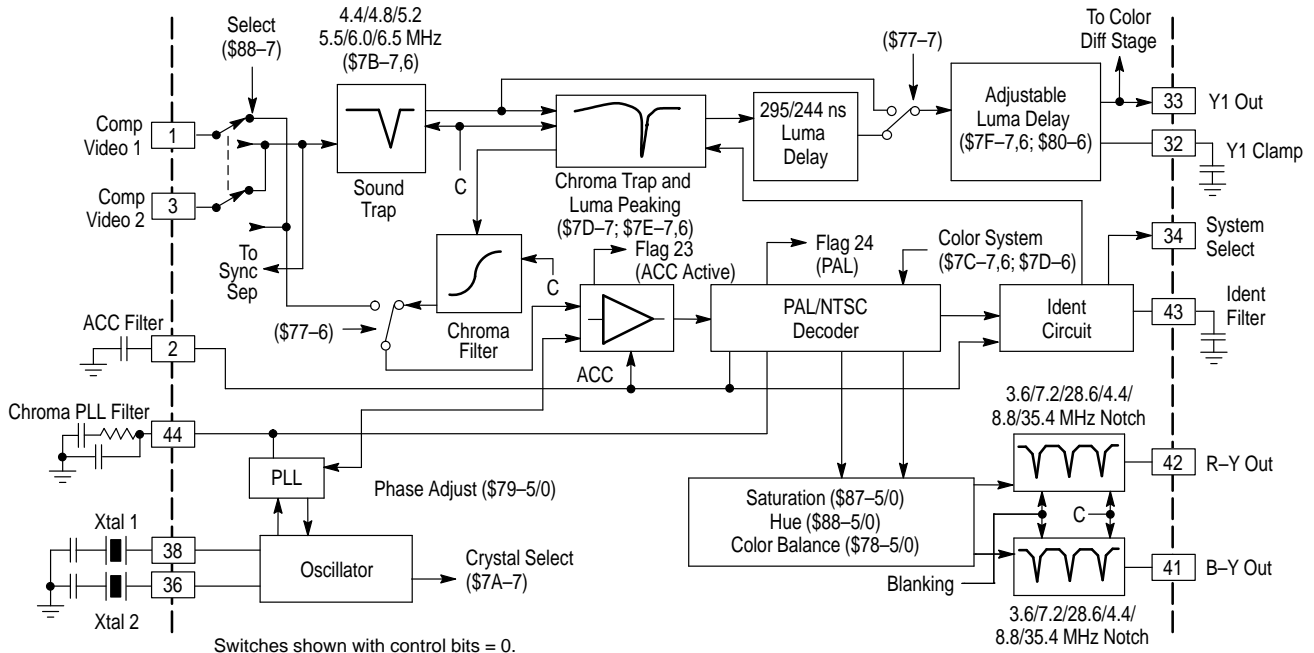 Select
($88–7)
4.4/4.8/5.2
5.5/6.0/6.5 MHz
($7B–7,6)
To Color
Diff Stage
($77–7)
Comp
Video 1
1
Comp
Video 2
3
Sound
Trap
C
Chroma Trap and
Luma Peaking
($7D–7; $7E–7,6)
295/244 ns
Luma
Delay
Adjustable
Luma Delay
($7F–7,6; $80–6)
33
Y1 Out
32
Y1 Clamp
To
Sync
Sep
($77–6)
Chroma
Filter
C
Flag 23
(ACC Active)
Flag 24
(PAL)
Color System
($7C–7,6; $7D–6)
34
System
Select
ACC Filter
2
ACC
PAL/NTSC
Decoder
Ident
Circuit
43
Ident
Filter
Chroma PLL Filter
44
PLL
Phase Adjust ($79–5/0)
3.6/7.2/28.6/4.4/
8.8/35.4 MHz Notch
42
R–Y Out
Saturation ($87–5/0)
Hue ($88–5/0)
Color Balance ($78–5/0)
C
Blanking
41
B–Y Out
3.6/7.2/28.6/4.4/
8.8/35.4 MHz Notch
Xtal 1
38
36
Xtal 2
Oscillator
Crystal Select
($7A–7)
Switches shown with control bits = 0.